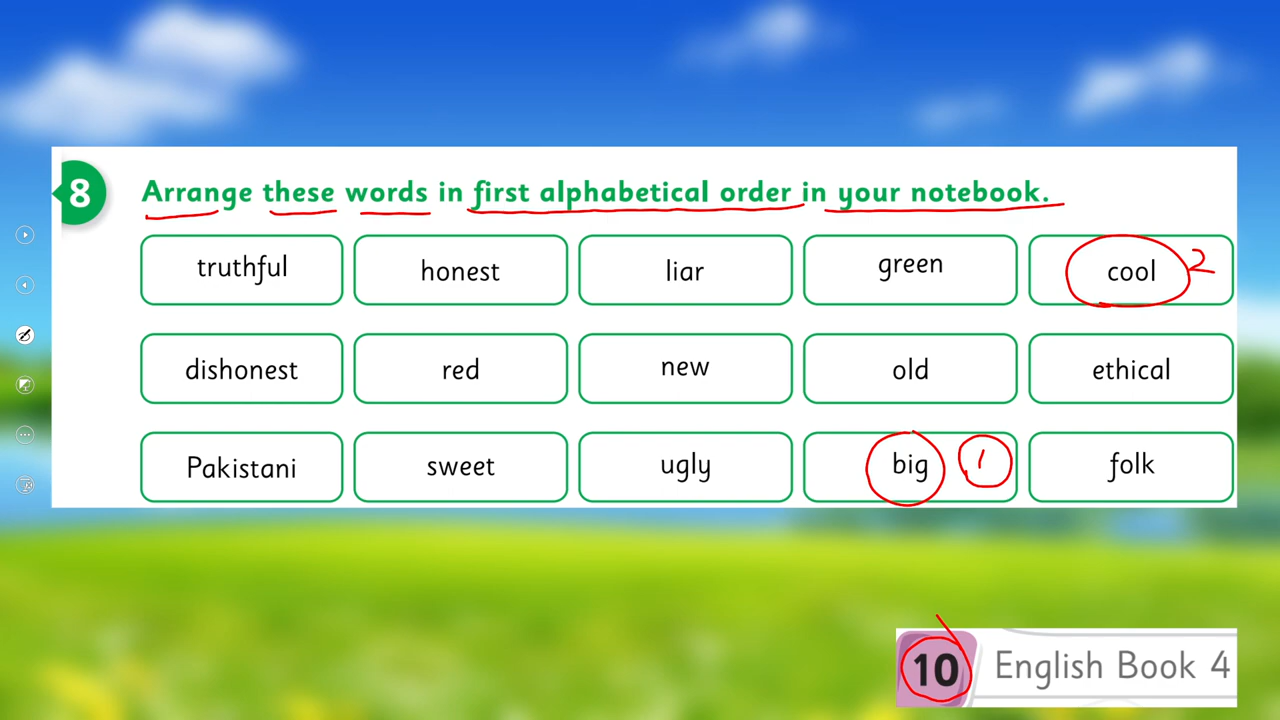 8 Arrange these words in first alphabetical order in your notebook.
truthful honest liar green cool 2
dishonest red new old ethical
Pakistani sweet ugly big 1 folk
10 English Book 4